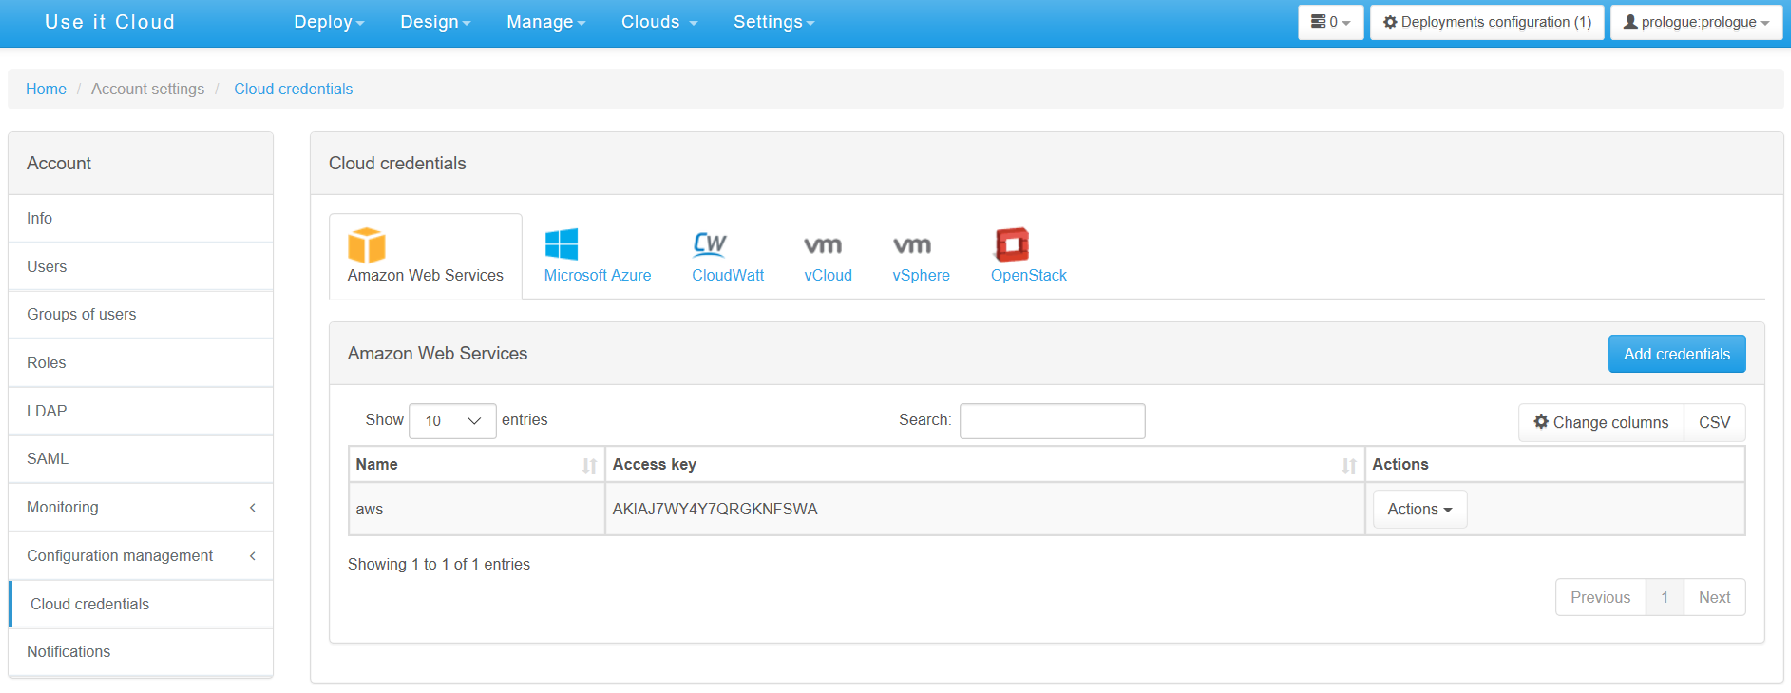 Use it Cloud Deploy Design Manage Clouds Settings 0 Deployments configuration (1) prologue:prologue
Home / Account settings / Cloud credentials
Account
Info
Users
Groups of users
Roles
LDAP
SAML
Monitoring
Configuration management
Cloud credentials
Notifications
Cloud credentials
Amazon Web Services
Microsoft Azure
CW
CloudWatt
vm
vCloud
vm
vSphere
OpenStack
Amazon Web Services Add credentials
Show 10 entries Search: Change columns CSV
Name Access key Actions
aws AKIAJ7WY4Y7QRGKNFSWA Actions
Showing 1 to 1 of 1 entries
Previous 1 Next